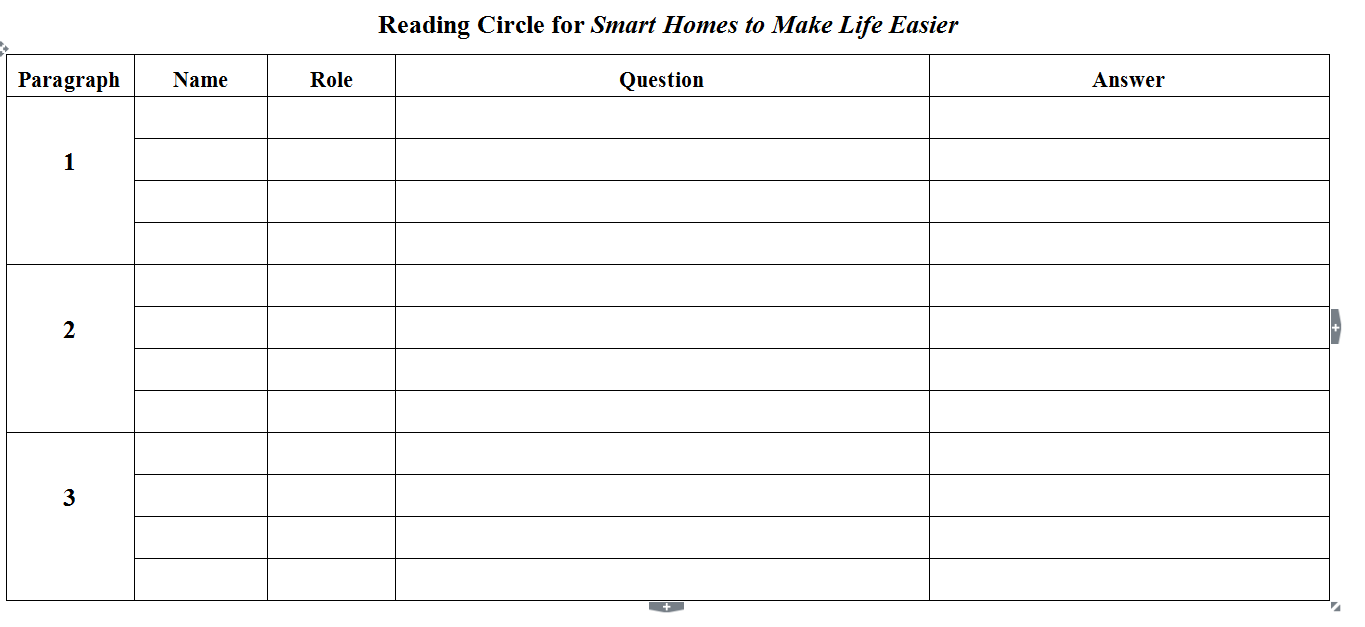 Reading Circle for Smart Homes to Make Life Easier
Paragraph Name Role Question Answer
1
2
3